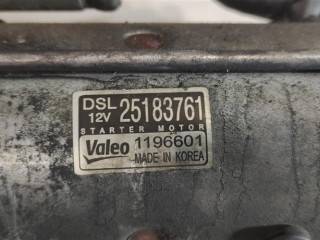 DSL 12V 25183761
STARTER MOTOR
Valeo 1196601
MADE IN KOREA